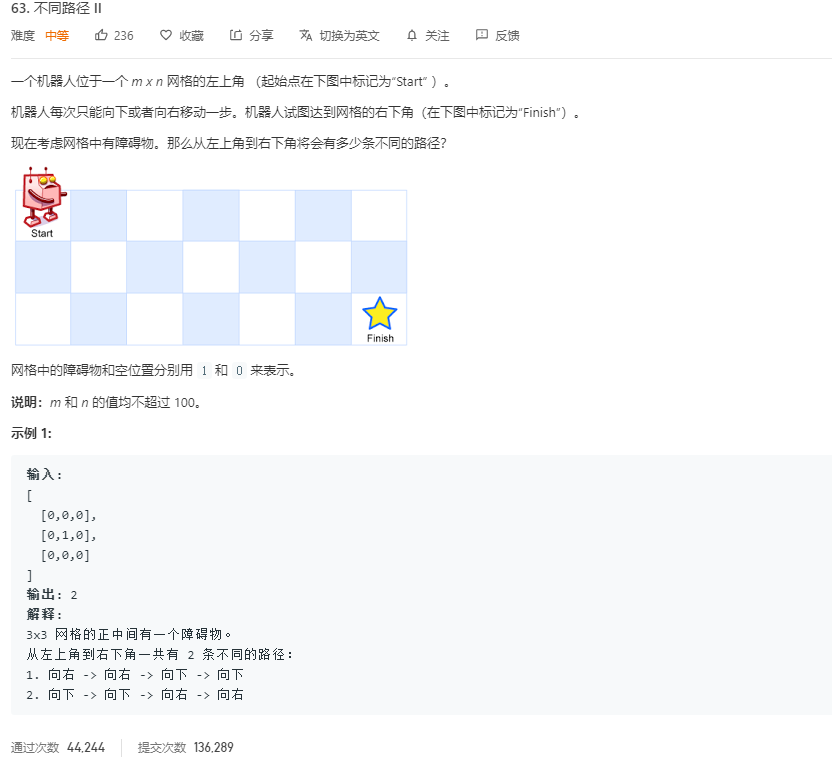 63. 不同路径 II
难度 中等 236 收藏 分享 切换为英文 关注 反馈
一个机器人位于一个 m x n 网格的左上角 （起始点在下图中标记为“Start” ）。
机器人每次只能向下或者向右移动一步。机器人试图达到网格的右下角（在下图中标记为“Finish”）。
现在考虑网格中有障碍物。那么从左上角到右下角将会有多少条不同的路径？
Start
Finish
网格中的障碍物和空位置分别用 1 和 0 来表示。
说明：m 和 n 的值均不超过 100。
示例 1:
输入:
[
[0,0,0],
[0,1,0],
[0,0,0]
]
输出: 2
解释:
3x3 网格的正中间有一个障碍物。
从左上角到右下角一共有 2 条不同的路径：
1. 向右 -> 向右 -> 向下 -> 向下
2. 向下 -> 向下 -> 向右 -> 向右
通过次数 44,244 提交次数 136,289